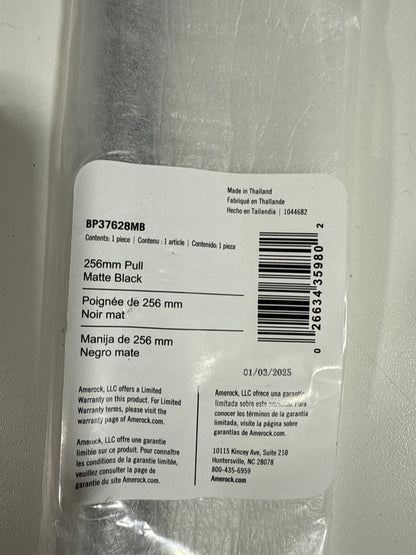 Made in Thailand
Fabriqué en Thaïlande
Hecho en Tailandia | 1044682
BP37628MB
Contents: 1 piece | Contenu : 1 article | Contenido: 1 pieza
256mm Pull
Matte Black
Poignée de 256 mm
Noir mat
Manija de 256 mm
Negro mate
0 26634 35980 2
01/03/2025
Amerock, LLC offers a Limited
Warranty on this product. For Limited
Warranty terms, please visit the
warranty page of Amerock.com.
Amerock, LLC offre une garantie
limitée sur ce produit. Pour connaître
les conditions de la garantie limitée,
veuillez consulter la page de
garantie du site Amerock.com.
Amerock, LLC ofrece una garantía
limitada sobre este producto. Para
conocer los términos de la garantía
limitada, visite la página sobre
garantías de Amerock.com.
10115 Kincey Ave, Suite 210
Huntersville, NC 28078
800-435-6959
Amerock.com